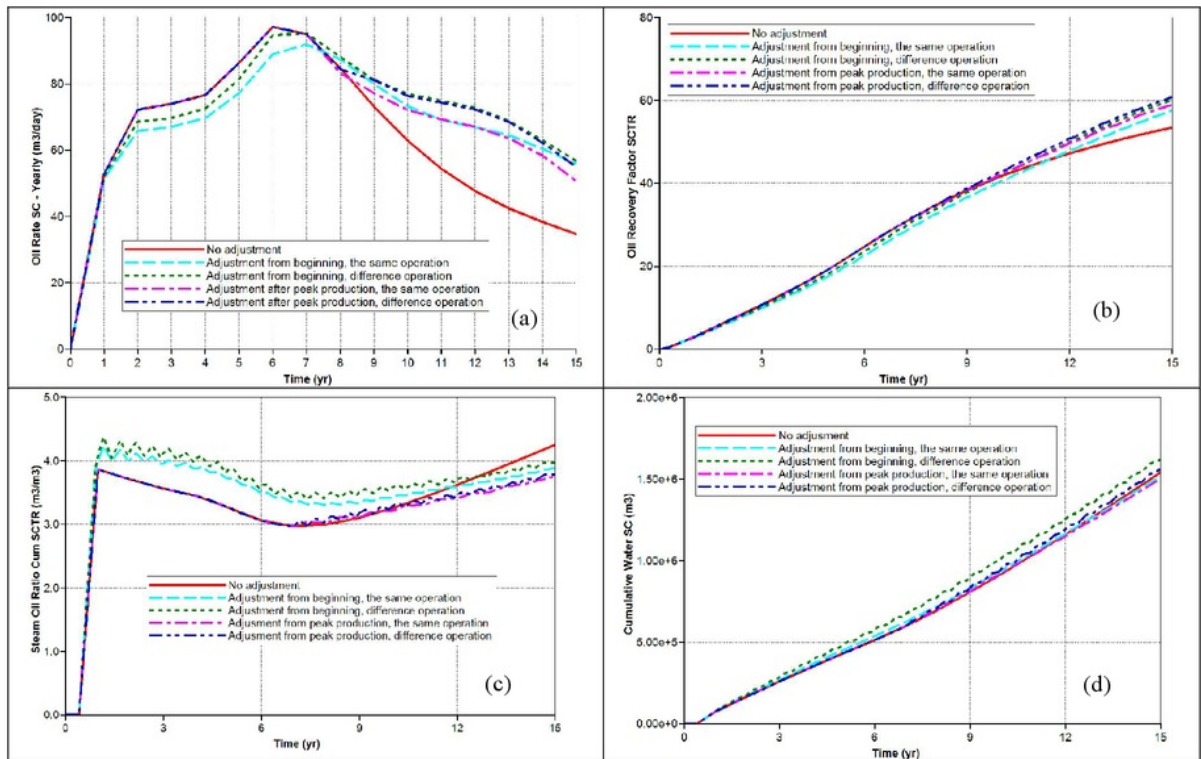 100
80
60
40
20
0
Oil Rate SC - Yearly (m3/day)
No adjustment
Adjustment from beginning, the same operation
Adjustment from beginning, difference operation
Adjustment after peak production, the same operation
Adjustment after peak production, difference operation
(a)
0 1 2 3 4 5 6 7 8 9 10 11 12 13 14 15
Time (yr)
80
60
40
20
0
Oil Recovery Factor SCTR
No adjustment
Adjustment from beginning, the same operation
Adjustment from beginning, difference operation
Adjustment from peak production, the same operation
Adjustment from peak production, difference operation
(b)
0 3 6 9 12 15
Time (yr)
5.0
4.0
3.0
2.0
1.0
0.0
Steam Oil Ratio Cum SCTR (m3/m3)
No adjustment
Adjustment from beginning, the same operation
Adjustment from beginning, difference operation
Adjusment from peak production, the same operation
Adjusment from peak production, difference operation
(c)
0 3 6 9 12 15
Time (yr)
2.00e+6
1.50e+6
1.00e+6
5.00e+5
0.00e+0
Cumulative Water SC (m3)
No adjusment
Adjustment from beginning, the same operation
Adjustment from beginning, difference operation
Adjustment from peak production, the same operation
Adjustment from peak production, difference operation
(d)
0 3 6 9 12 15
Time (yr)